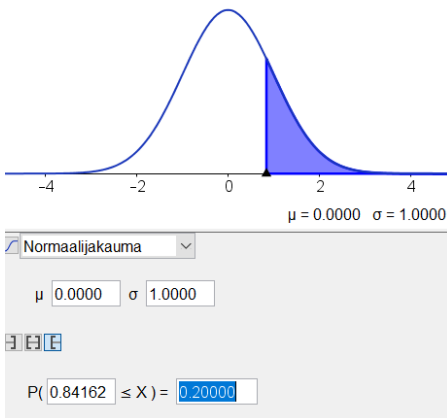 -4 -2 0 2 4
μ = 0.0000 σ = 1.0000
Normaalijakauma
μ 0.0000 σ 1.0000
P( 0.84162 ≤ X ) = 0.20000